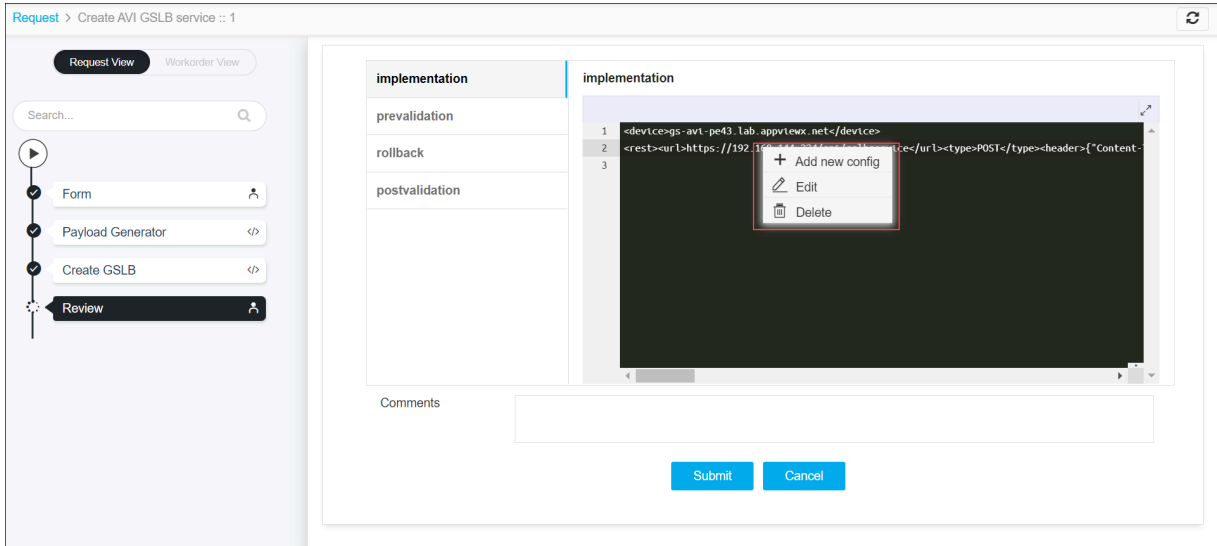 Request > Create AVI GSLB service :: 1
Request View Workorder View
Search...
Form
Payload Generator
</>
Create GSLB
</>
Review
implementation
prevalidation
rollback
postvalidation
implementation
1 <device>gs-avi-pe43.lab.appviewx.net</device>
2 <rest><url>https://192.16 ice</url><type>POST</type><header>{"Content-
3
Add new config
Edit
Delete
Comments
Submit Cancel